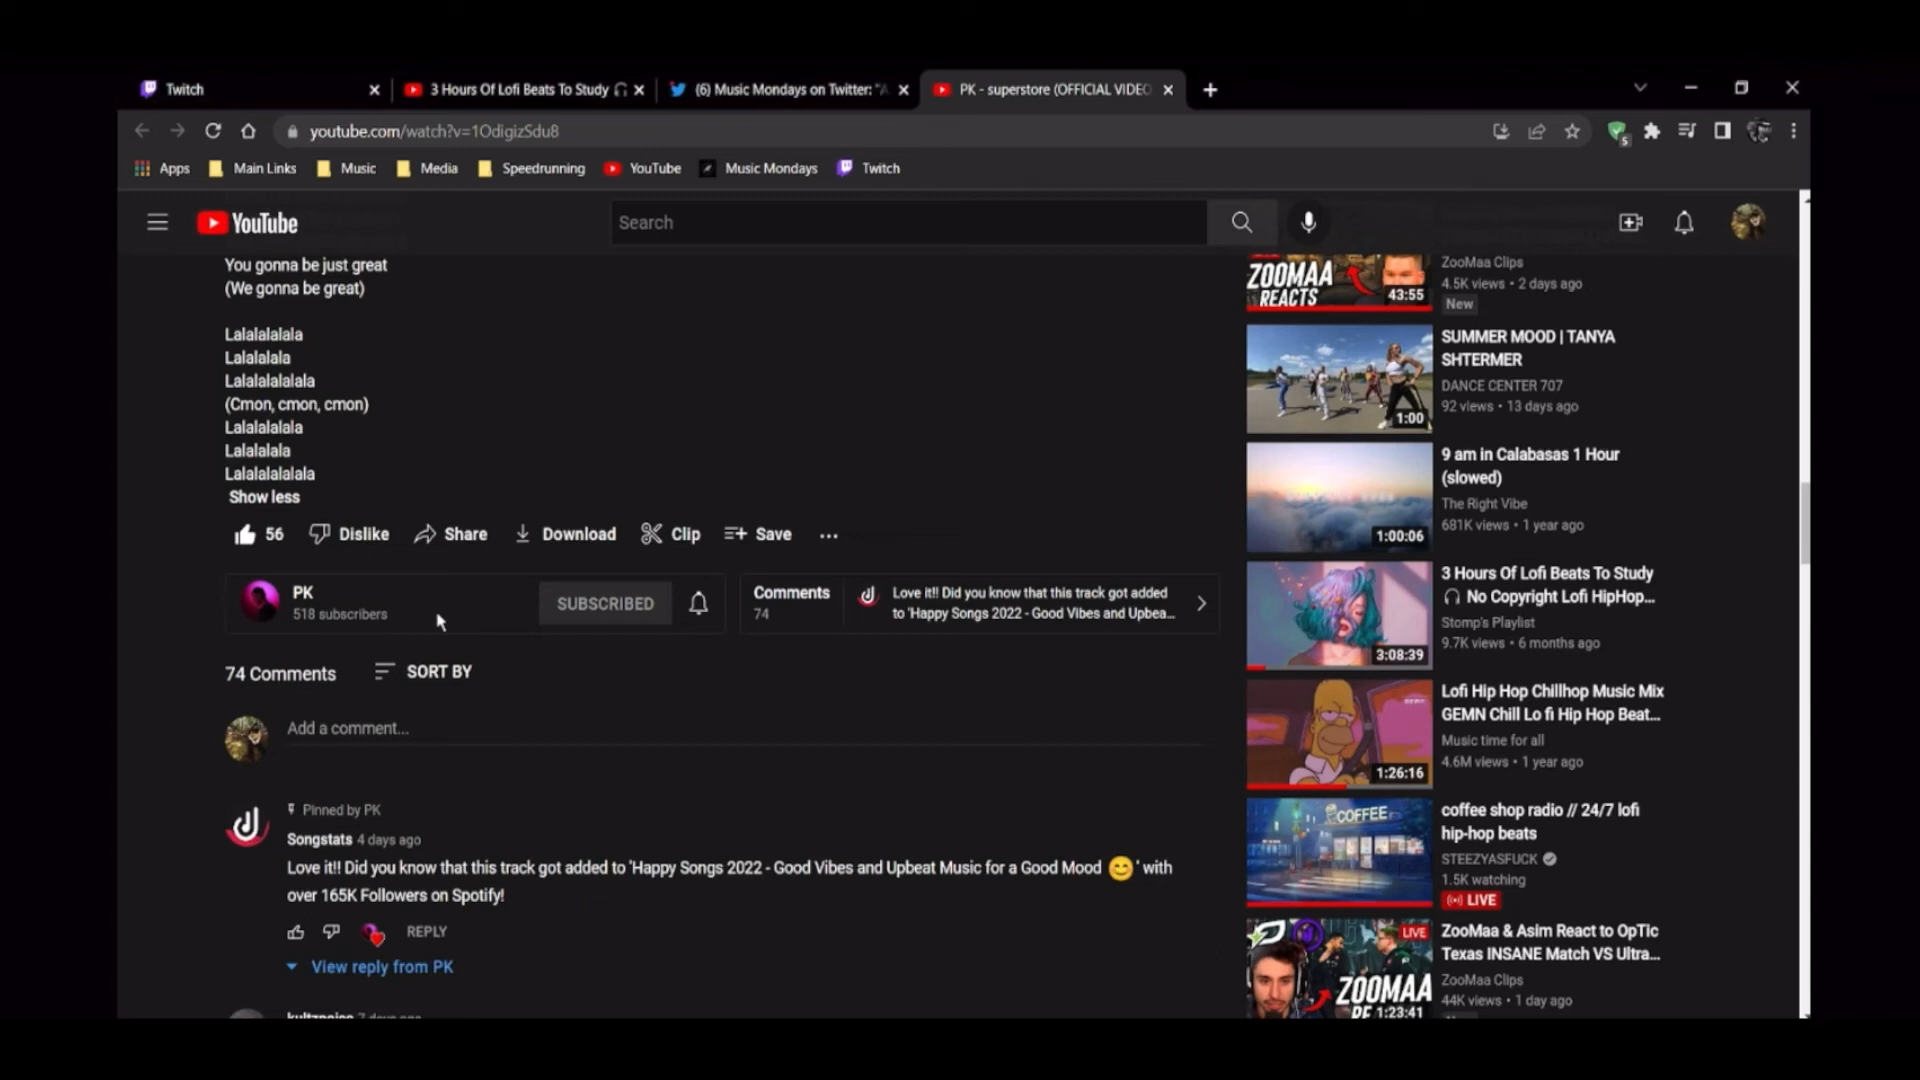 Twitch
3 Hours Of Lofi Beats To Study
(6) Music Mondays on Twitter: "A
PK - superstore (OFFICIAL VIDEO
youtube.com/watch?v=1OdigizSdu8
5
Apps
Main Links
Music
Media
Speedrunning
YouTube
Music Mondays
Twitch
YouTube
Search
You gonna be just great
(We gonna be great)
Lalalalalala
Lalalalala
Lalalalalalala
(Cmon, cmon, cmon)
Lalalalalala
Lalalalala
Lalalalalalala
Show less
56
Dislike
Share
Download
Clip
Save
PK
518 subscribers
SUBSCRIBED
Comments
74
Love it!! Did you know that this track got added
to 'Happy Songs 2022 - Good Vibes and Upbea...
74 Comments
SORT BY
Add a comment...
Pinned by PK
Songstats 4 days ago
Love it!! Did you know that this track got added to 'Happy Songs 2022 - Good Vibes and Upbeat Music for a Good Mood 😊' with
over 165K Followers on Spotify!
REPLY
View reply from PK
ZOOMAA
REACTS
43:55
ZooMaa Clips
4.5K views • 2 days ago
New
1:00
SUMMER MOOD | TANYA
SHTERMER
DANCE CENTER 707
92 views • 13 days ago
1:00:06
9 am in Calabasas 1 Hour
(slowed)
The Right Vibe
681K views • 1 year ago
3:08:39
3 Hours Of Lofi Beats To Study
🎧 No Copyright Lofi HipHop...
Stomp's Playlist
9.7K views • 6 months ago
1:26:16
Lofi Hip Hop Chillhop Music Mix
GEMN Chill Lo fi Hip Hop Beat...
Music time for all
4.6M views • 1 year ago
COFFEE
coffee shop radio // 24/7 lofi
hip-hop beats
STEEZYASFUCK
1.5K watching
LIVE
LIVE
ZOOMAA
1:23:41
ZooMaa & Asim React to OpTic
Texas INSANE Match VS Ultra...
ZooMaa Clips
44K views • 1 day ago